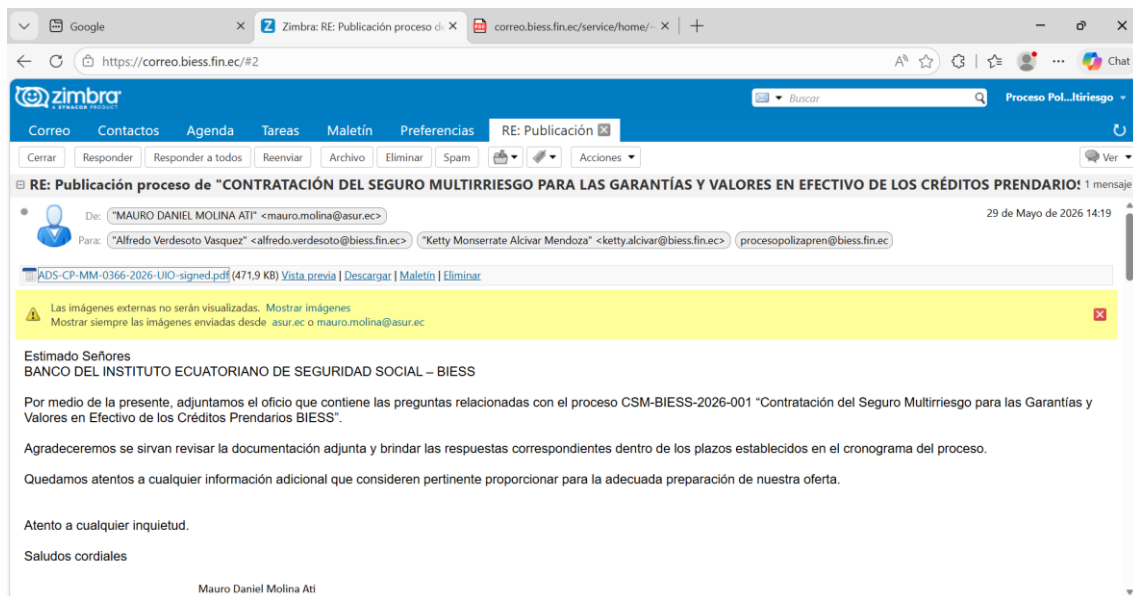 Google
Zimbra: RE: Publicación proceso de
correo.biess.fin.ec/service/home/~
https://correo.biess.fin.ec/#2
Chat
zimbra
A SYNACOR PRODUCT
Buscar
Proceso Pol...ltiriesgo
Correo Contactos Agenda Tareas Maletín Preferencias RE: Publicación
Cerrar Responder Responder a todos Reenviar Archivo Eliminar Spam Acciones Ver
RE: Publicación proceso de "CONTRATACIÓN DEL SEGURO MULTIRRIESGO PARA LAS GARANTÍAS Y VALORES EN EFECTIVO DE LOS CRÉDITOS PRENDARIOS 1 mensaje
De: "MAURO DANIEL MOLINA ATI" <mauro.molina@asur.ec>
29 de Mayo de 2026 14:19
Para: "Alfredo Verdesoto Vasquez" <alfredo.verdesoto@biess.fin.ec> "Ketty Monserrate Alcivar Mendoza" <ketty.alcivar@biess.fin.ec> procesopolizapren@biess.fin.ec
ADS-CP-MM-0366-2026-UIO-signed.pdf (471,9 KB) Vista previa | Descargar | Maletín | Eliminar
Las imágenes externas no serán visualizadas. Mostrar imágenes
Mostrar siempre las imágenes enviadas desde asur.ec o mauro.molina@asur.ec
Estimado Señores
BANCO DEL INSTITUTO ECUATORIANO DE SEGURIDAD SOCIAL – BIESS
Por medio de la presente, adjuntamos el oficio que contiene las preguntas relacionadas con el proceso CSM-BIESS-2026-001 “Contratación del Seguro Multirriesgo para las Garantías y
Valores en Efectivo de los Créditos Prendarios BIESS”.
Agradeceremos se sirvan revisar la documentación adjunta y brindar las respuestas correspondientes dentro de los plazos establecidos en el cronograma del proceso.
Quedamos atentos a cualquier información adicional que consideren pertinente proporcionar para la adecuada preparación de nuestra oferta.
Atento a cualquier inquietud.
Saludos cordiales
Mauro Daniel Molina Ati